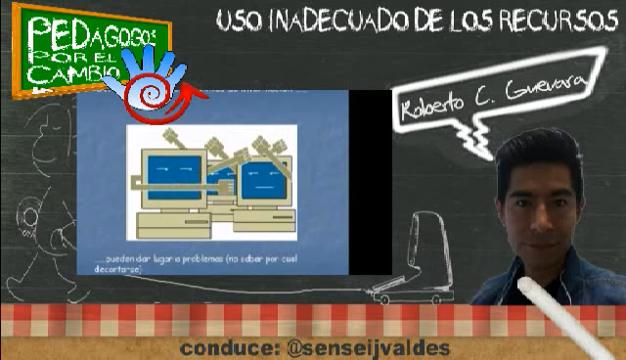 USO INADECUADO DE LOS RECURSOS
PEDAGOGOS
POR EL
CAMBIO
Roberto C. Guevara
...pueden dar lugar a problemas (no saber por cual
decantarse)
conduce: @senseijvaldes